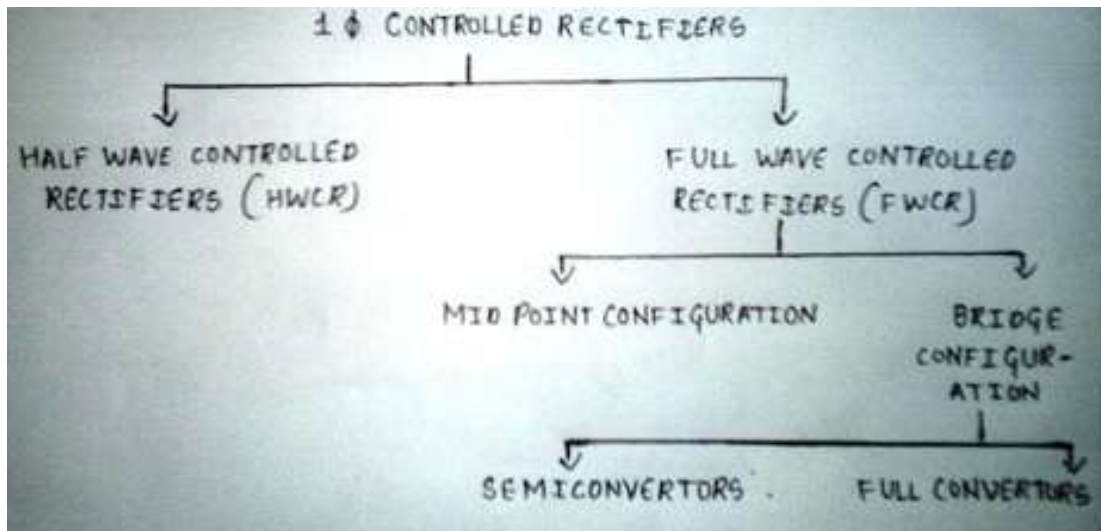 1 ϕ CONTROLLED RECTIFIERS
HALF WAVE CONTROLLED
RECTIFIERS (HWCR)
FULL WAVE CONTROLLED
RECTIFIERS (FWCR)
MID POINT CONFIGURATION
BRIDGE
CONFIGUR-
ATION
SEMICONVERTORS.
FULL CONVERTORS